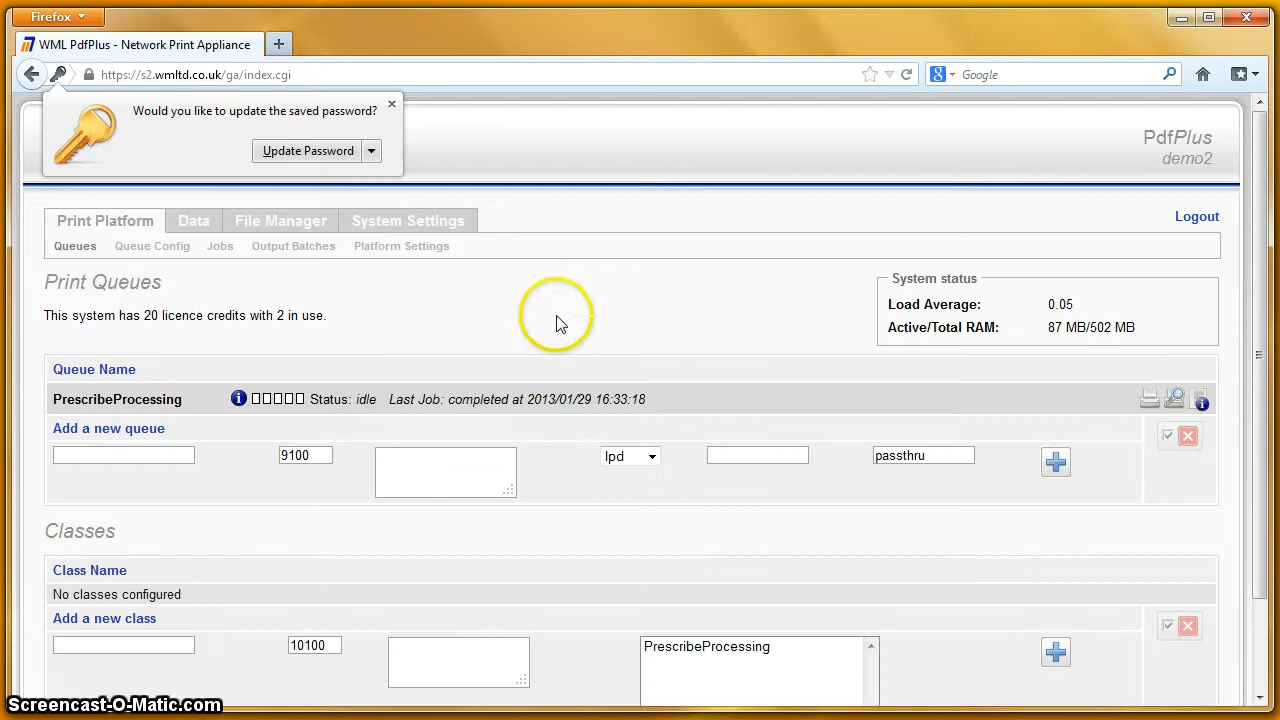 Firefox
WML PdfPlus - Network Print Appliance
https://s2.wmltd.co.uk/ga/index.cgi
Google
Would you like to update the saved password?
Update Password
PdfPlus
demo2
Print Platform Data File Manager System Settings
Logout
Queues Queue Config Jobs Output Batches Platform Settings
Print Queues
This system has 20 licence credits with 2 in use.
System status
Load Average: 0.05
Active/Total RAM: 87 MB/502 MB
Queue Name
PrescribeProcessing Status: idle Last Job: completed at 2013/01/29 16:33:18
Add a new queue
9100 lpd passthru
Classes
Class Name
No classes configured
Add a new class
10100 PrescribeProcessing
Screencast-O-Matic.com